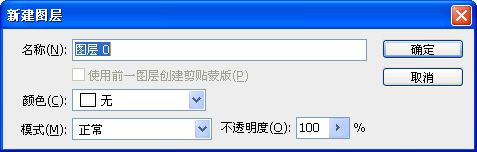 新建图层
名称(N): 图层 0 确定
使用前一图层创建剪贴蒙版(P) 取消
颜色(C): 无
模式(M): 正常 不透明度(O): 100 %